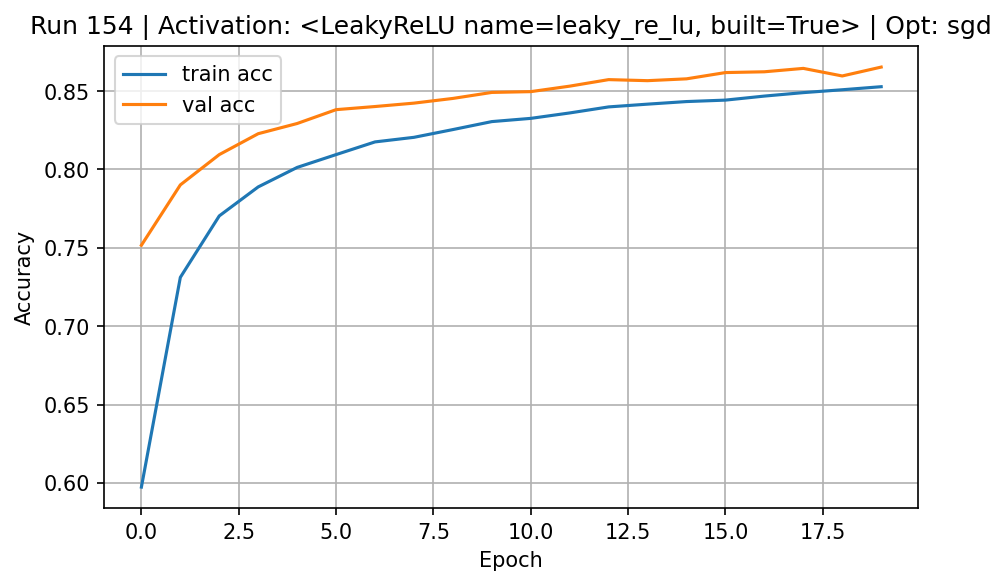 Run 154 | Activation: <LeakyReLU name=leaky_re_lu, built=True> | Opt: sgd
train acc
val acc
0.85
0.80
0.75
0.70
0.65
0.60
Accuracy
0.0 2.5 5.0 7.5 10.0 12.5 15.0 17.5
Epoch